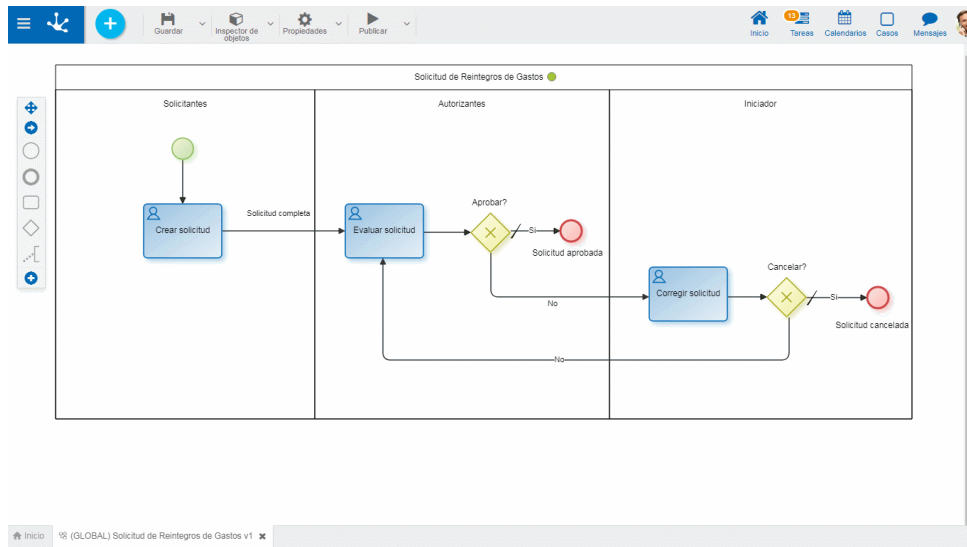 Guardar
Inspector de
objetos
Propiedades
Publicar
Inicio
13
Tareas
Calendarios
Casos
Mensajes
Solicitud de Reintegros de Gastos
Solicitantes
Autorizantes
Iniciador
Crear solicitud
Solicitud completa
Evaluar solicitud
Aprobar?
Si
Solicitud aprobada
No
Corregir solicitud
Cancelar?
Si
Solicitud cancelada
No
Inicio
(GLOBAL) Solicitud de Reintegros de Gastos v1